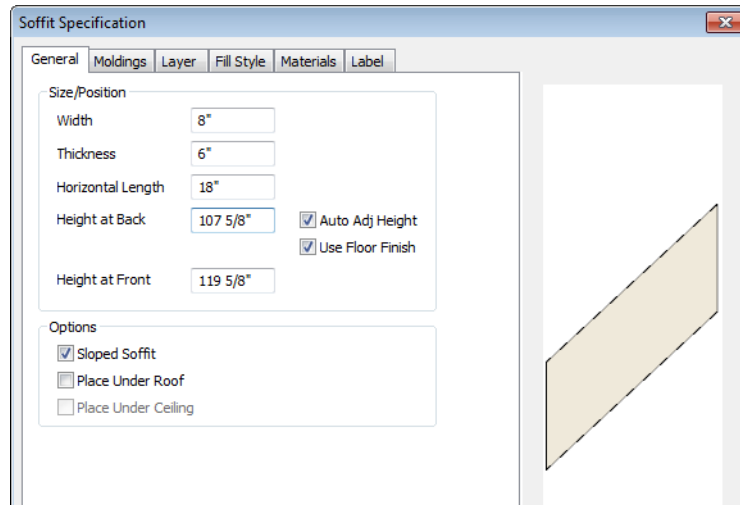 Soffit Specification
General Moldings Layer Fill Style Materials Label
Size/Position
Width 8"
Thickness 6"
Horizontal Length 18"
Height at Back 107 5/8" Auto Adj Height
Use Floor Finish
Height at Front 119 5/8"
Options
Sloped Soffit
Place Under Roof
Place Under Ceiling